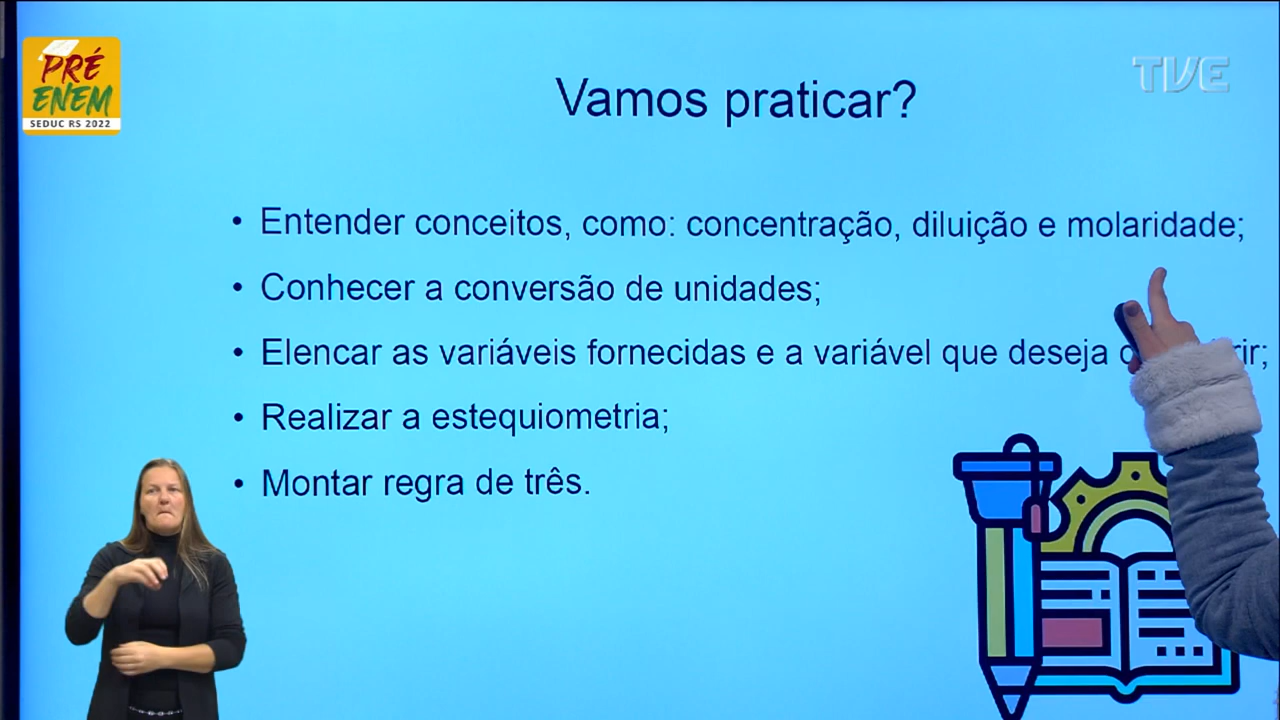 PRÉ
ENEM
SEDUC RS 2022
TVE
Vamos praticar?
• Entender conceitos, como: concentração, diluição e molaridade;
• Conhecer a conversão de unidades;
• Elencar as variáveis fornecidas e a variável que deseja
• Realizar a estequiometria;
• Montar regra de três.